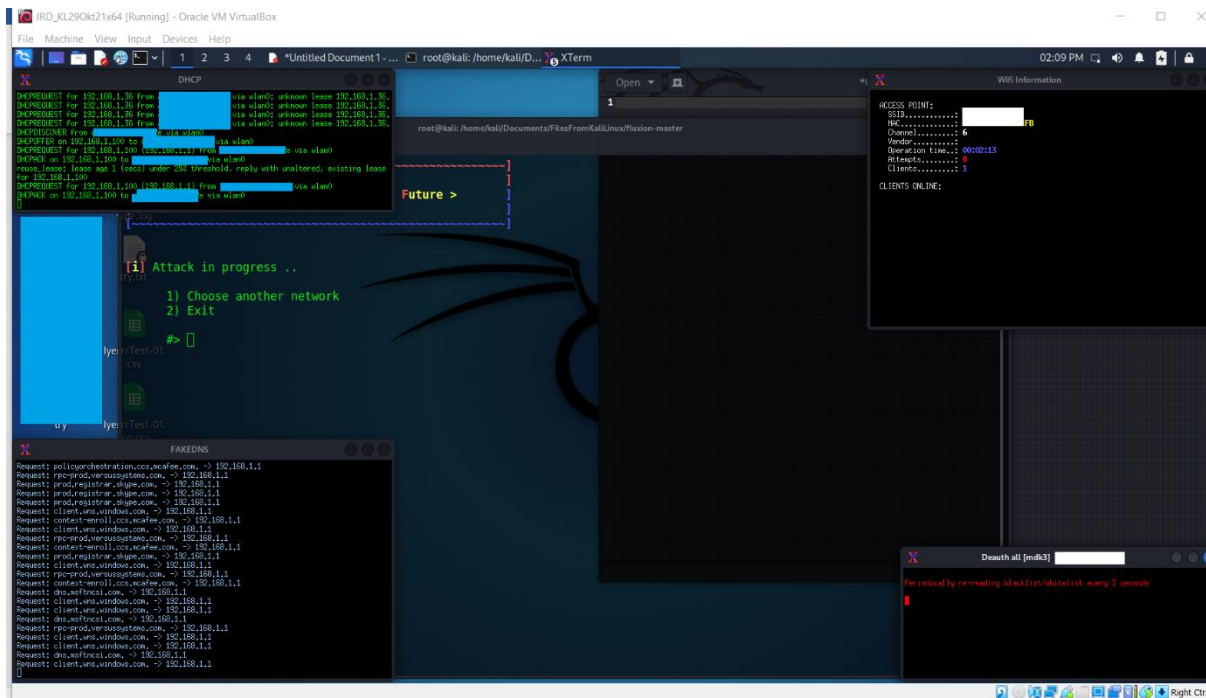 JRD_KL29Okt21x64 [Running] - Oracle VM VirtualBox
File Machine View Input Devices Help
1 2 3 4 *Untitled Document 1 - ... root@kali: /home/kali/D... XTerm 02:09 PM
DHCP
DHCPREQUEST for 192.168.1.36 from via wlan0: unknown lease 192.168.1.36.
DHCPREQUEST for 192.168.1.36 from via wlan0: unknown lease 192.168.1.36.
DHCPREQUEST for 192.168.1.36 from via wlan0: unknown lease 192.168.1.36.
DHCPREQUEST for 192.168.1.36 from via wlan0: unknown lease 192.168.1.36.
DHCPDISCOVER from e via wlan0
DHCPOFFER on 192.168.1.100 to via wlan0
DHCPREQUEST for 192.168.1.100 (192.168.1.1) from e via wlan0
DHCPACK on 192.168.1.100 to via wlan0
reuse_lease: lease age 1 (secs) under 25% threshold, reply with unaltered, existing lease
for 192.168.1.100
DHCPREQUEST for 192.168.1.100 (192.168.1.1) from via wlan0
DHCPACK on 192.168.1.100 to e via wlan0
Open
1
root@kali: /home/kali/Documents/FilesFromKaliLinux/fluxion-master
Wifi Information
ACCESS POINT:
SSID...........:
MAC............: FB
Channel........: 6
Vendor.........:
Operation time..: 00:02:13
Attempts.......: 0
Clients........: 1
CLIENTS ONLINE:
Future >
[i] Attack in progress ..
1) Choose another network
2) Exit
#>
lyerrrTest-01.
csv
lyerrrTest-01.
FAKEDNS
Request: policyorchestration.ccs.mcafee.com. -> 192.168.1.1
Request: rpc-prod.versussystems.com. -> 192.168.1.1
Request: prod.registrar.skype.com. -> 192.168.1.1
Request: prod.registrar.skype.com. -> 192.168.1.1
Request: prod.registrar.skype.com. -> 192.168.1.1
Request: client.wns.windows.com. -> 192.168.1.1
Request: context-enroll.ccs.mcafee.com. -> 192.168.1.1
Request: client.wns.windows.com. -> 192.168.1.1
Request: rpc-prod.versussystems.com. -> 192.168.1.1
Request: context-enroll.ccs.mcafee.com. -> 192.168.1.1
Request: prod.registrar.skype.com. -> 192.168.1.1
Request: client.wns.windows.com. -> 192.168.1.1
Request: rpc-prod.versussystems.com. -> 192.168.1.1
Request: context-enroll.ccs.mcafee.com. -> 192.168.1.1
Request: dns.msftncsi.com. -> 192.168.1.1
Request: client.wns.windows.com. -> 192.168.1.1
Request: client.wns.windows.com. -> 192.168.1.1
Request: dns.msftncsi.com. -> 192.168.1.1
Request: rpc-prod.versussystems.com. -> 192.168.1.1
Request: client.wns.windows.com. -> 192.168.1.1
Request: client.wns.windows.com. -> 192.168.1.1
Request: dns.msftncsi.com. -> 192.168.1.1
Request: client.wns.windows.com. -> 192.168.1.1
Deauth all [mdk3]
Periodically re-reading blacklist/whitelist every 3 seconds
Right Ctrl